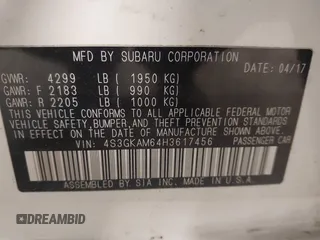 MFD BY SUBARU CORPORATION
GVWR: 4299 LB ( 1950 KG) DATE: 04/17
GAWR: F 2183 LB ( 990 KG)
GAWR: R 2205 LB ( 1000 KG)
THIS VEHICLE CONFORMS TO ALL APPLICABLE FEDERAL MOTOR
VEHICLE SAFETY, BUMPER, AND THEFT PREVENTION STANDARDS
IN EFFECT ON THE DATE OF MANUFACTURE SHOWN ABOVE.
VIN: 4S3GKAM64H3617456 PASSENGER CAR
ASSEMBLED BY SIA INC. MADE IN U.S.A.
© DREAMBID